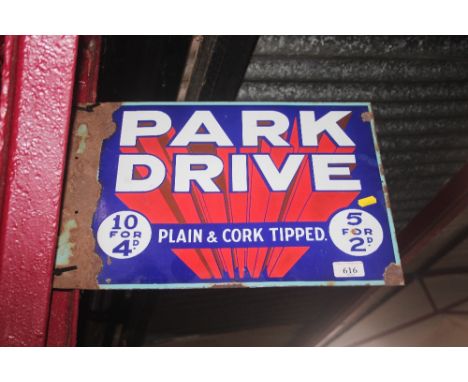 PARK
DRIVE
10
FOR
4D.
PLAIN & CORK TIPPED.
5
FOR
2D.
616